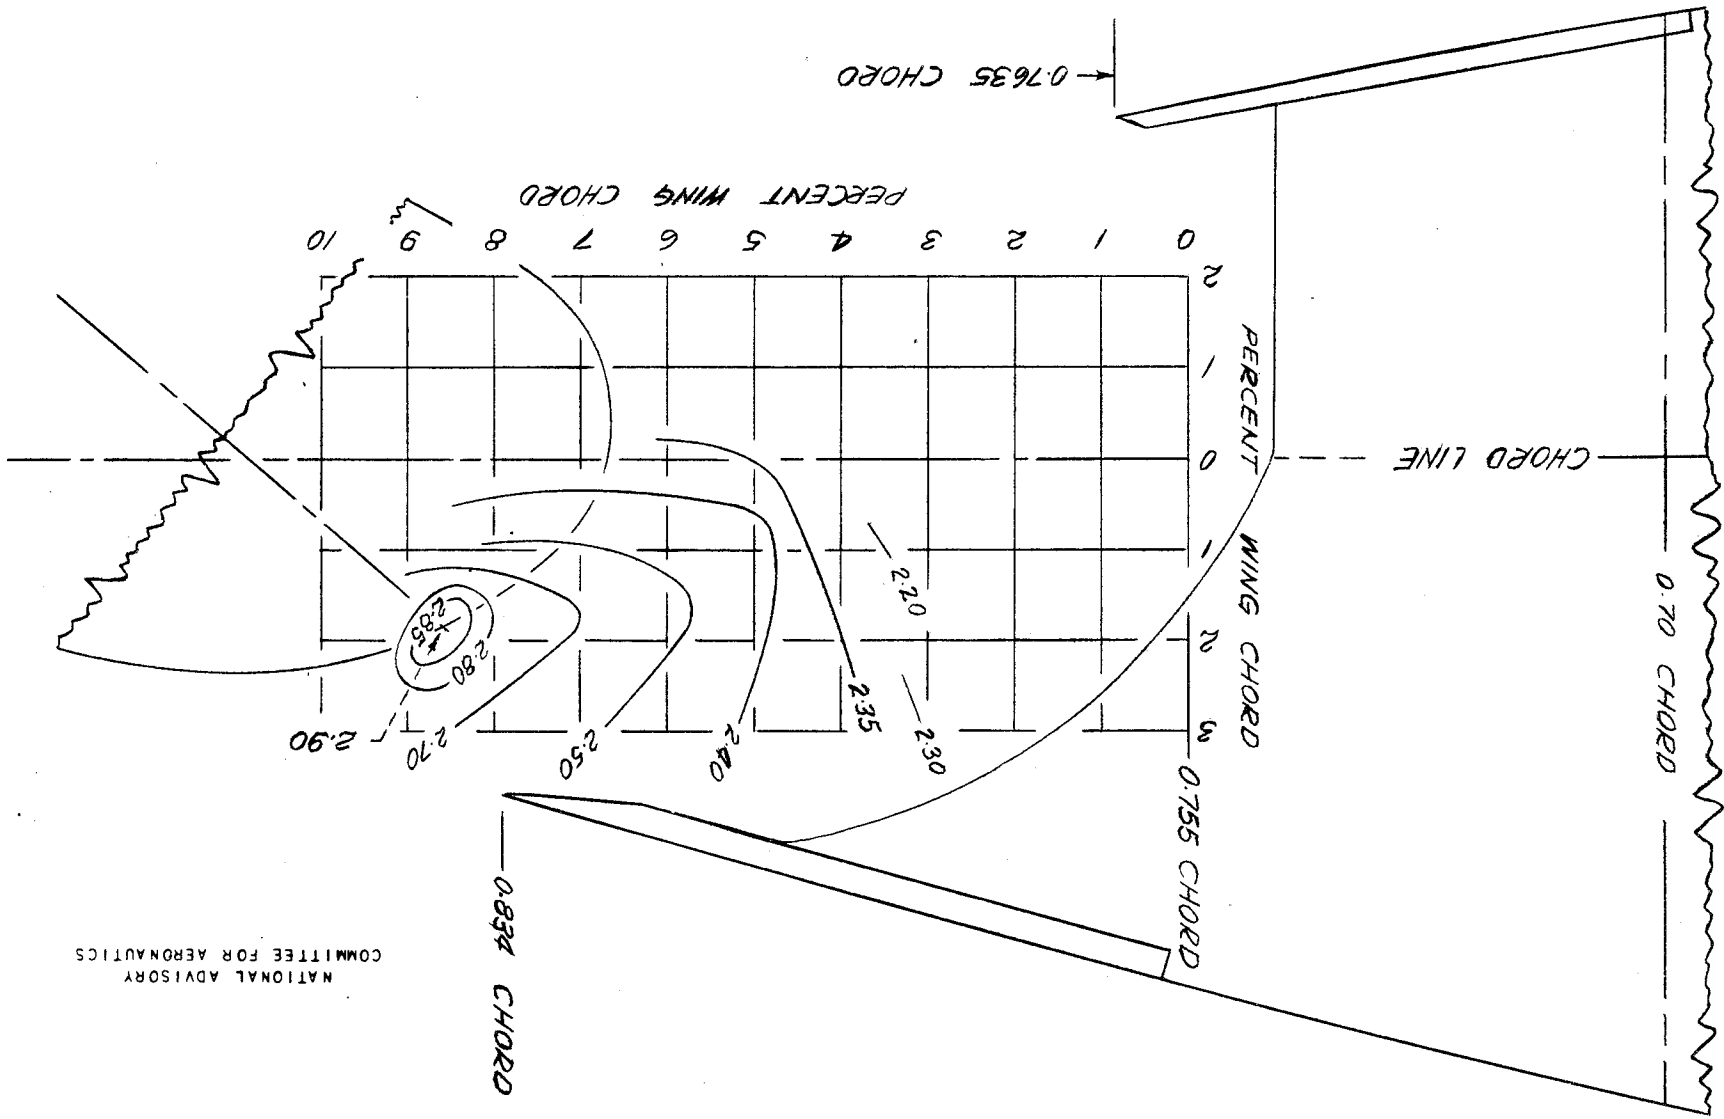 NATIONAL ADVISORY
COMMITTEE FOR AERONAUTICS
0.834 CHORD
0.755 CHORD
0.70 CHORD
CHORD LINE
2.30
2.35
2.40
2.50
2.70
2.90
2.80
2.85
2.20
3
2
1
0
1
2
PERCENT WING CHORD
0 1 2 3 4 5 6 7 8 9 10
PERCENT WING CHORD
0.7635 CHORD